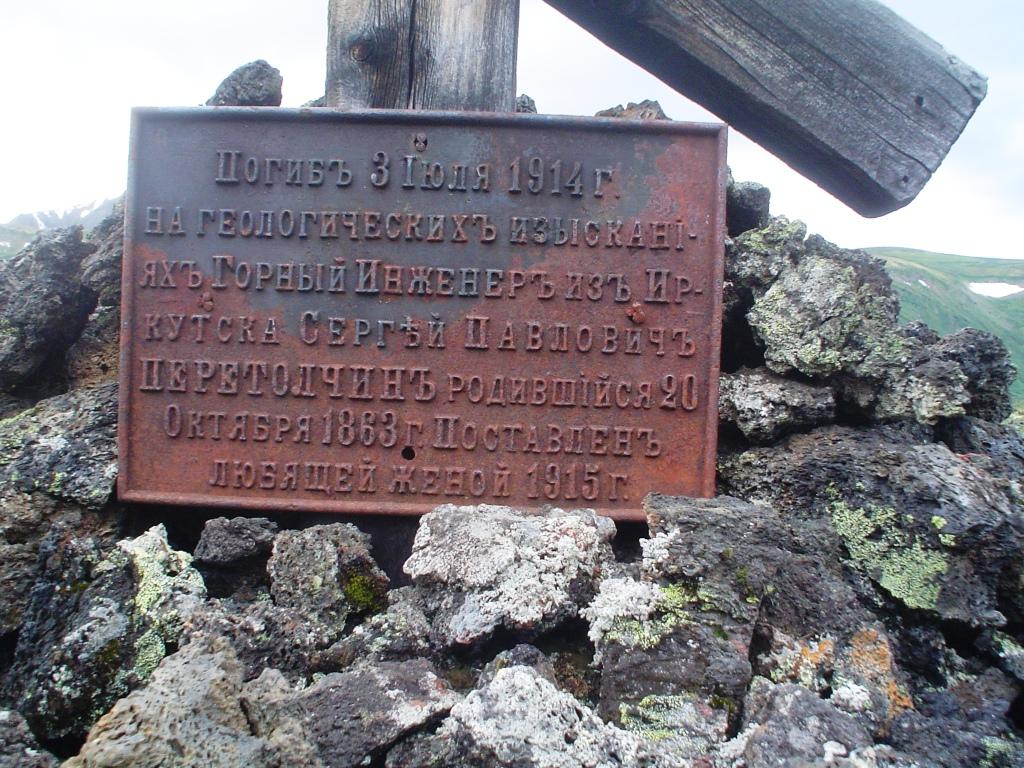 Погибъ 3 Iюля 1914 г.
на геологическихъ изысканi-
яхъ Горный Инженеръ изъ Ир-
кутска Сергѣй Павловичъ
Перетолчинъ родившiйся 20
Октября 1863 г. Поставленъ
любящей женой 1915 г.